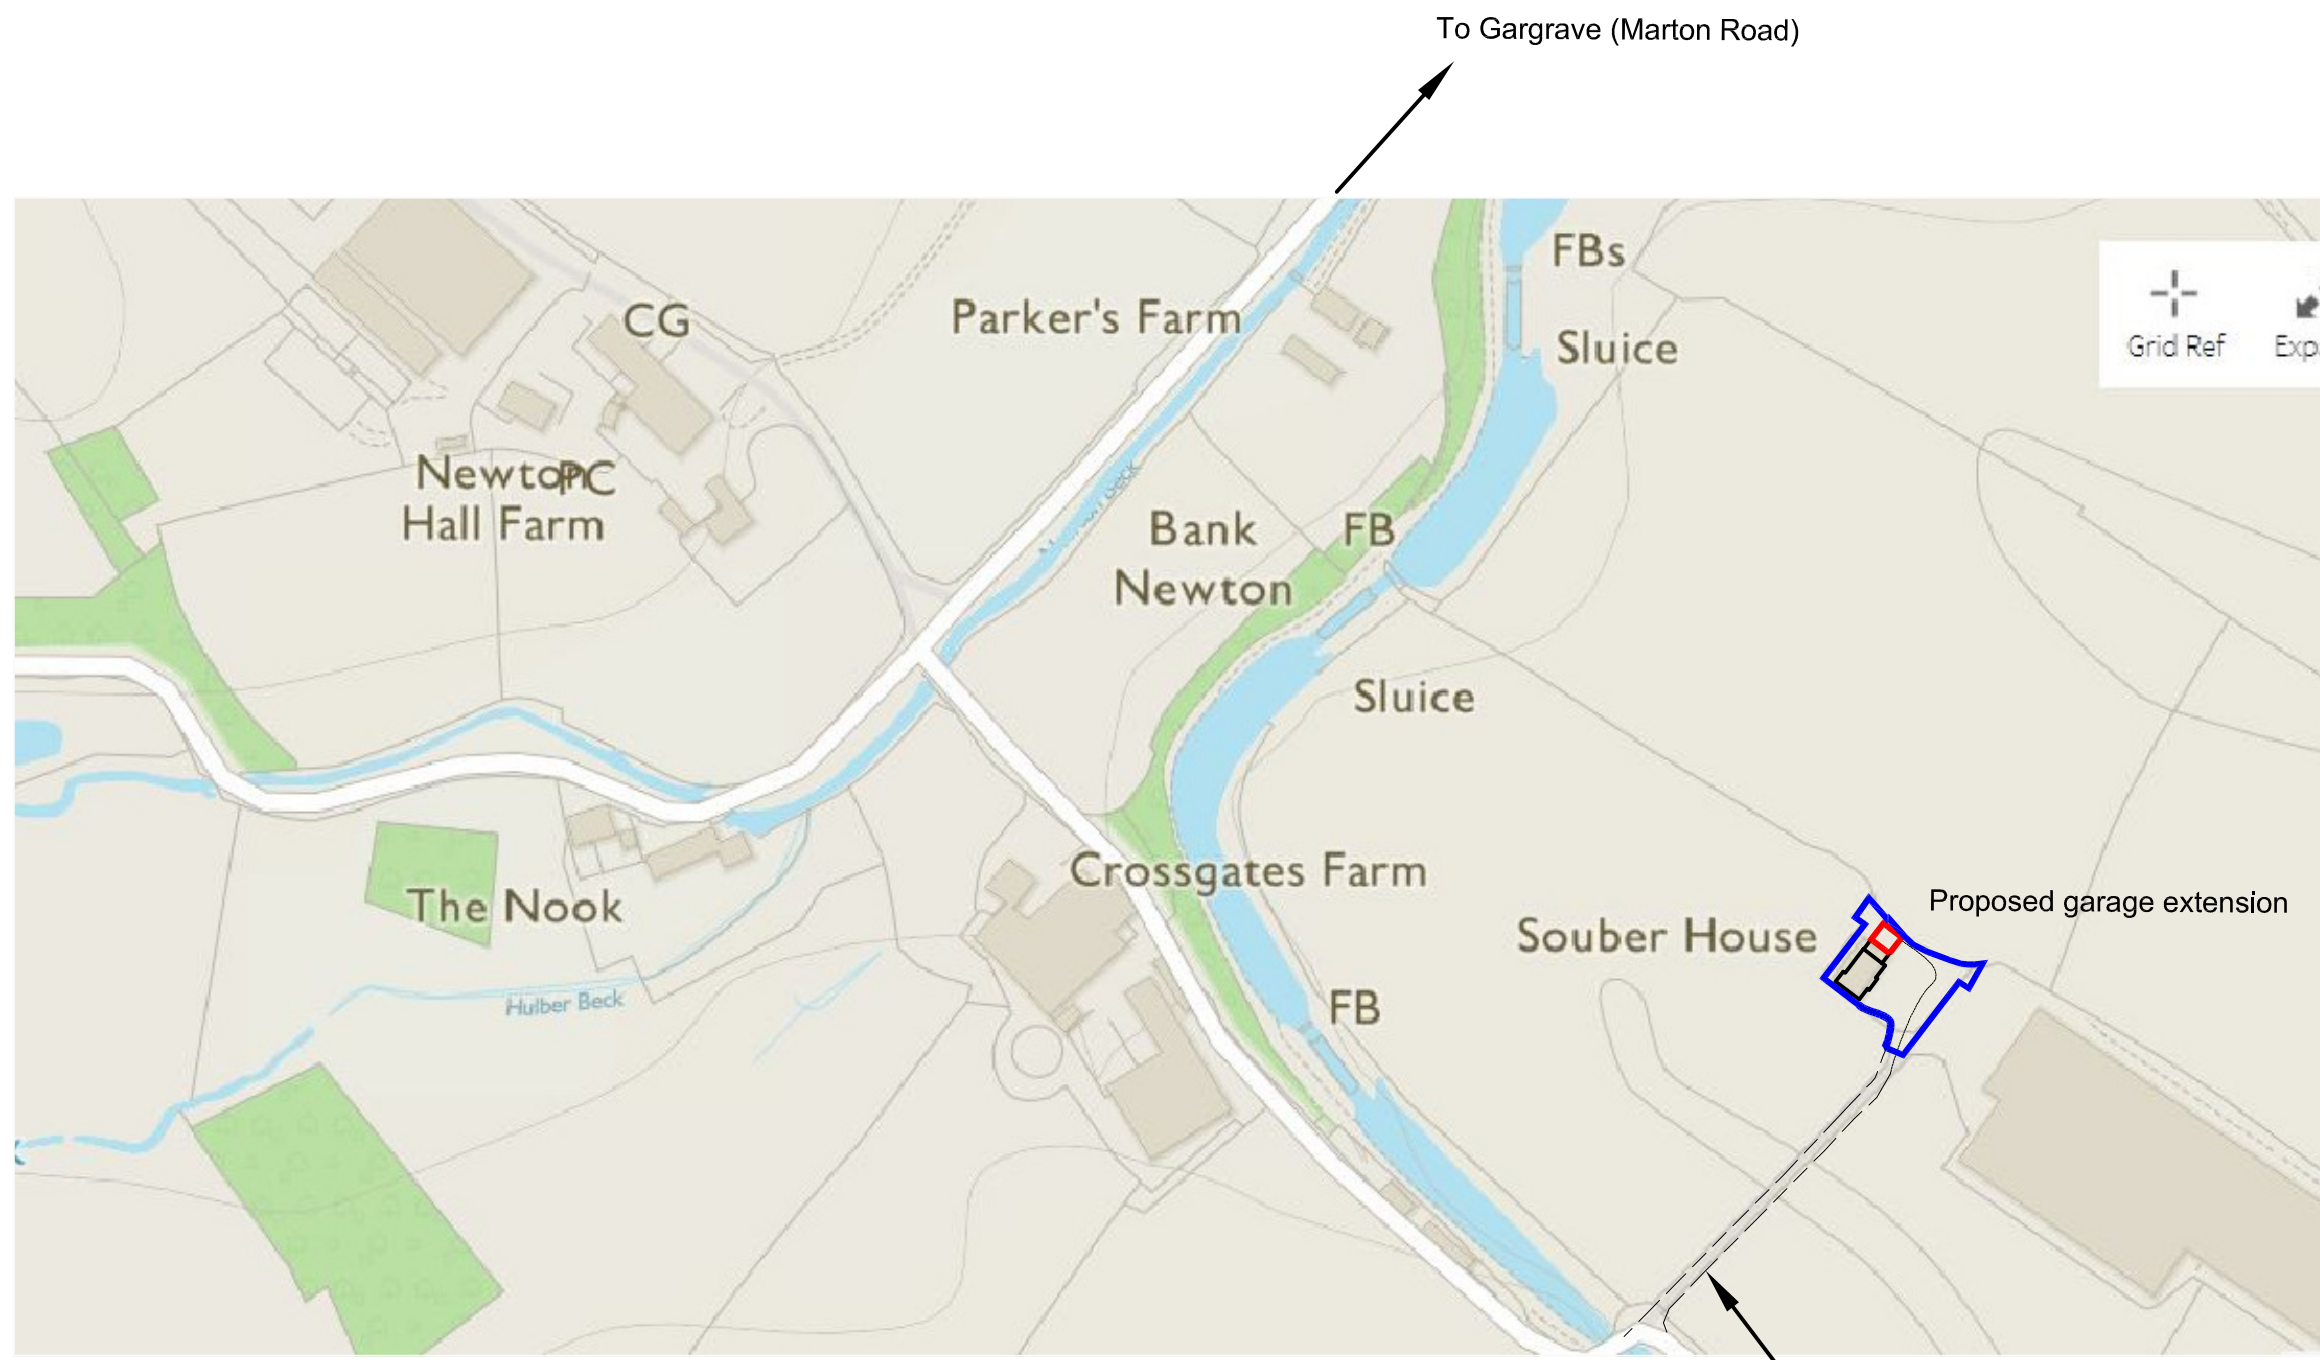 To Gargrave (Marton Road)
FBs
CG
Parker's Farm
Sluice
Grid Ref
Newton
PC
Hall Farm
Bank
Newton
FB
Beck
Sluice
Crossgates Farm
The Nook
Souber House
Proposed garage extension
Hulber Beck
FB